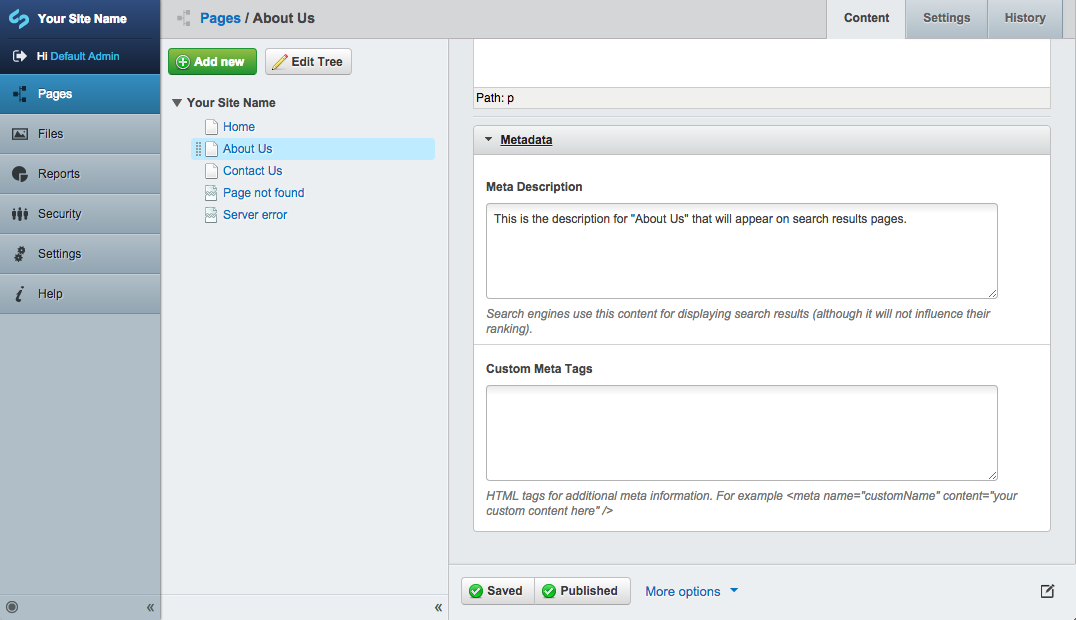 Your Site Name
Hi Default Admin
Pages
Files
Reports
Security
Settings
Help
«
Pages / About Us
Add new
Edit Tree
Your Site Name
Home
About Us
Contact Us
Page not found
Server error
«
Content
Settings
History
Path: p
Metadata
Meta Description
This is the description for "About Us" that will appear on search results pages.
Search engines use this content for displaying search results (although it will not influence their
ranking).
Custom Meta Tags
HTML tags for additional meta information. For example <meta name="customName" content="your
custom content here" />
Saved
Published
More options